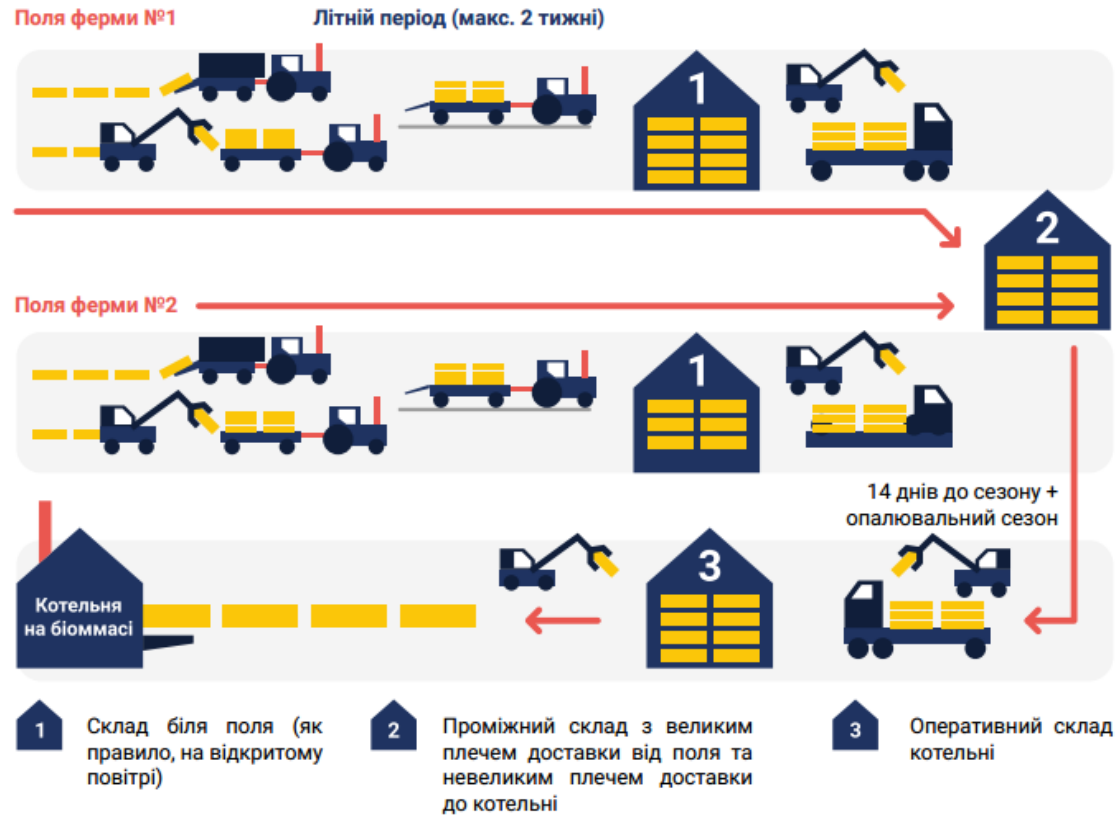 Поля ферми №1
Літній період (макс. 2 тижні)
1
2
Поля ферми №2
1
14 днів до сезону +
опалювальний сезон
3
Котельня
на біоммасі
1
Склад біля поля (як
правило, на відкритому
повітрі)
2
Проміжний склад з великим
плечем доставки від поля та
невеликим плечем доставки
до котельні
3
Оперативний склад
котельні